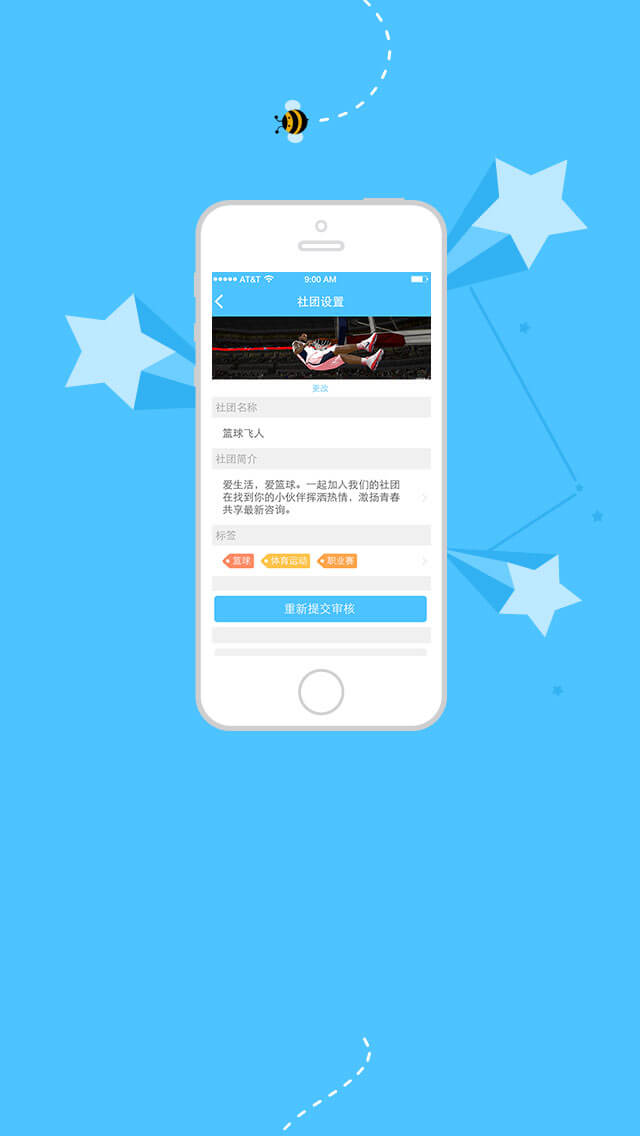 AT&T 9:00 AM
社团设置
更改
社团名称
篮球飞人
社团简介
爱生活，爱篮球。一起加入我们的社团
在找到你的小伙伴挥洒热情，激扬青春
共享最新咨询。
标签
篮球 体育运动 职业赛
重新提交审核